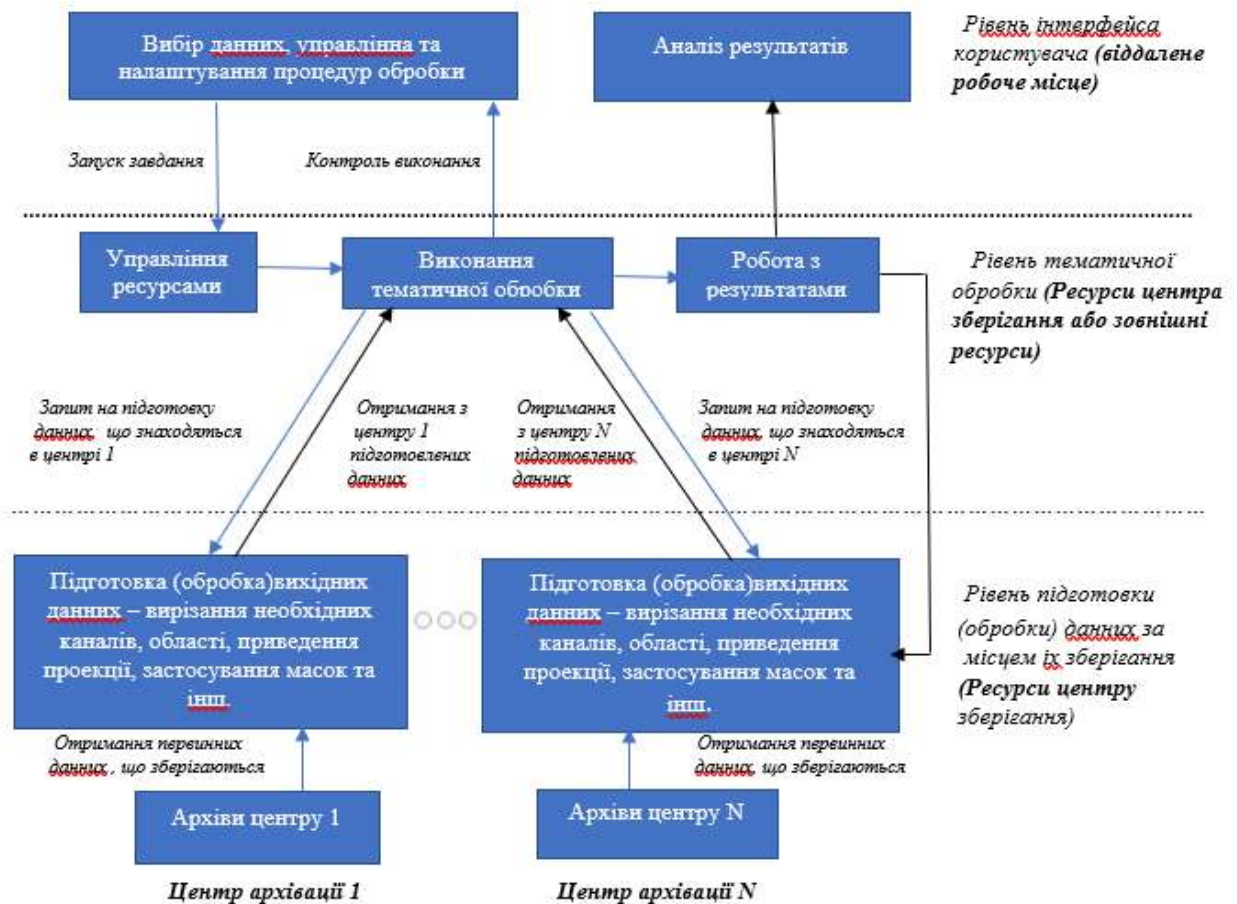 Вибір данних, управлінна та
налаштування процедур обробки
Аналіз результатів
Рівень інтерфейса
користувача (віддалене
робоче місце)
Запуск завдання
Контроль виконання
Управління
ресурсами
Виконання
тематичної обробки
Робота з
результатами
Рівень тематичної
обробки (Ресурси центра
зберігання або зовнішні
ресурси)
Запит на підготовку
данних, що знаходяться
в центрі 1
Отримання з
центру 1
підготовлених
данних
Отримання
з центру N
підготовлених
данних
Запит на підготовку
данних, що знаходяться
в центрі N
Підготовка (обробка)вихідних
данних – вирізання необхідних
каналів, області, приведення
проекції, застосування масок та
інш.
Підготовка (обробка)вихідних
данних – вирізання необхідних
каналів, області, приведення
проекції, застосування масок та
інш.
Рівень підготовки
(обробки) данних за
місцем іх зберігання
(Ресурси центру
зберігання)
Отримання первинних
данних , що зберігаються
Отримання первинних
данних, що зберігаються
Архіви центру 1
Архіви центру N
Центр архівації 1
Центр архівації N